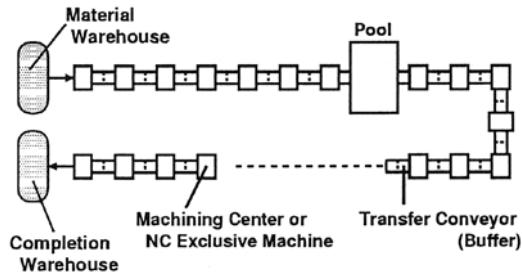 Material
Warehouse
Pool
Machining Center or
NC Exclusive Machine
Transfer Conveyor
(Buffer)
Completion
Warehouse